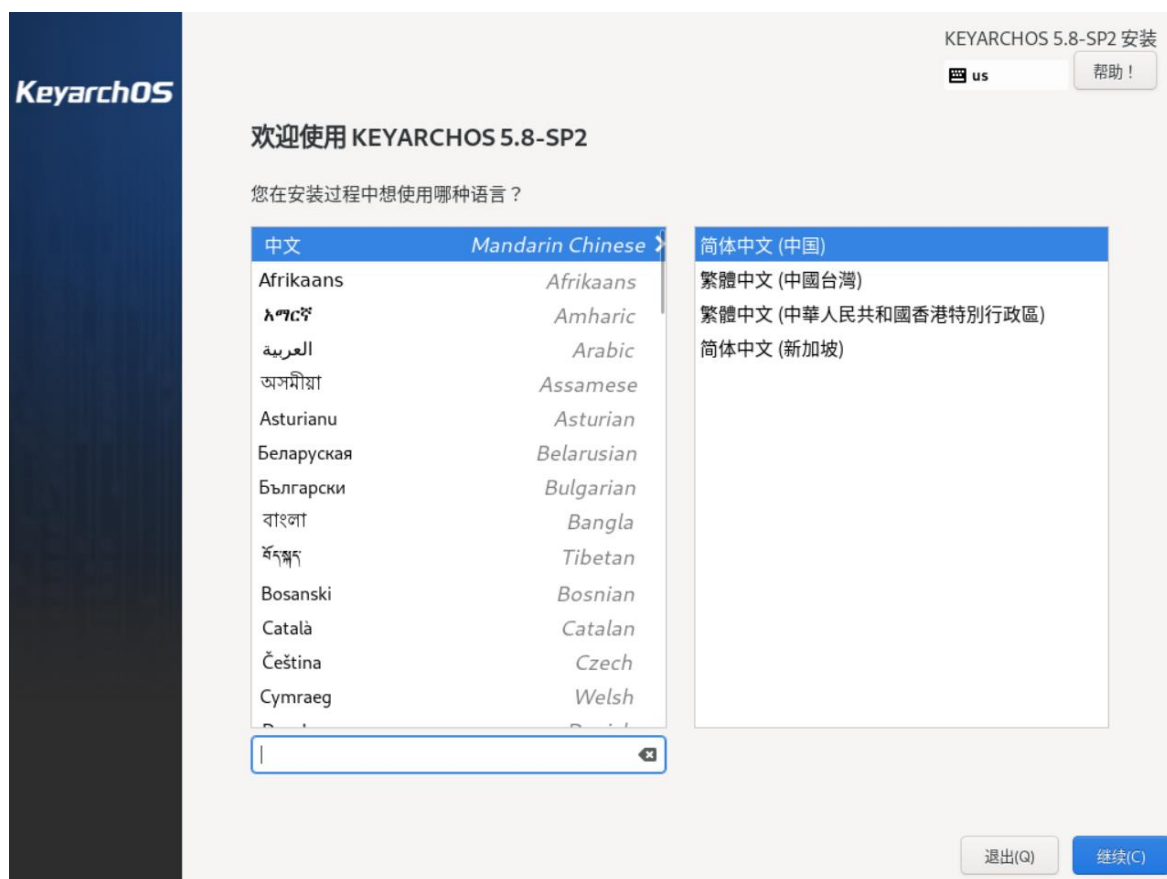 KeyarchOS
KEYARCHOS 5.8-SP2 安装
us
帮助！
欢迎使用 KEYARCHOS 5.8-SP2
您在安装过程中想使用哪种语言？
中文 Mandarin Chinese
Afrikaans Afrikaans
አማርኛ Amharic
العربية Arabic
অসমীয়া Assamese
Asturianu Asturian
Беларуская Belarusian
Български Bulgarian
বাংলা Bangla
བོད་སྐད་ Tibetan
Bosanski Bosnian
Català Catalan
Čeština Czech
Cymraeg Welsh
简体中文 (中国)
繁體中文 (中國台灣)
繁體中文 (中華人民共和國香港特別行政區)
简体中文 (新加坡)
退出(Q)
继续(C)